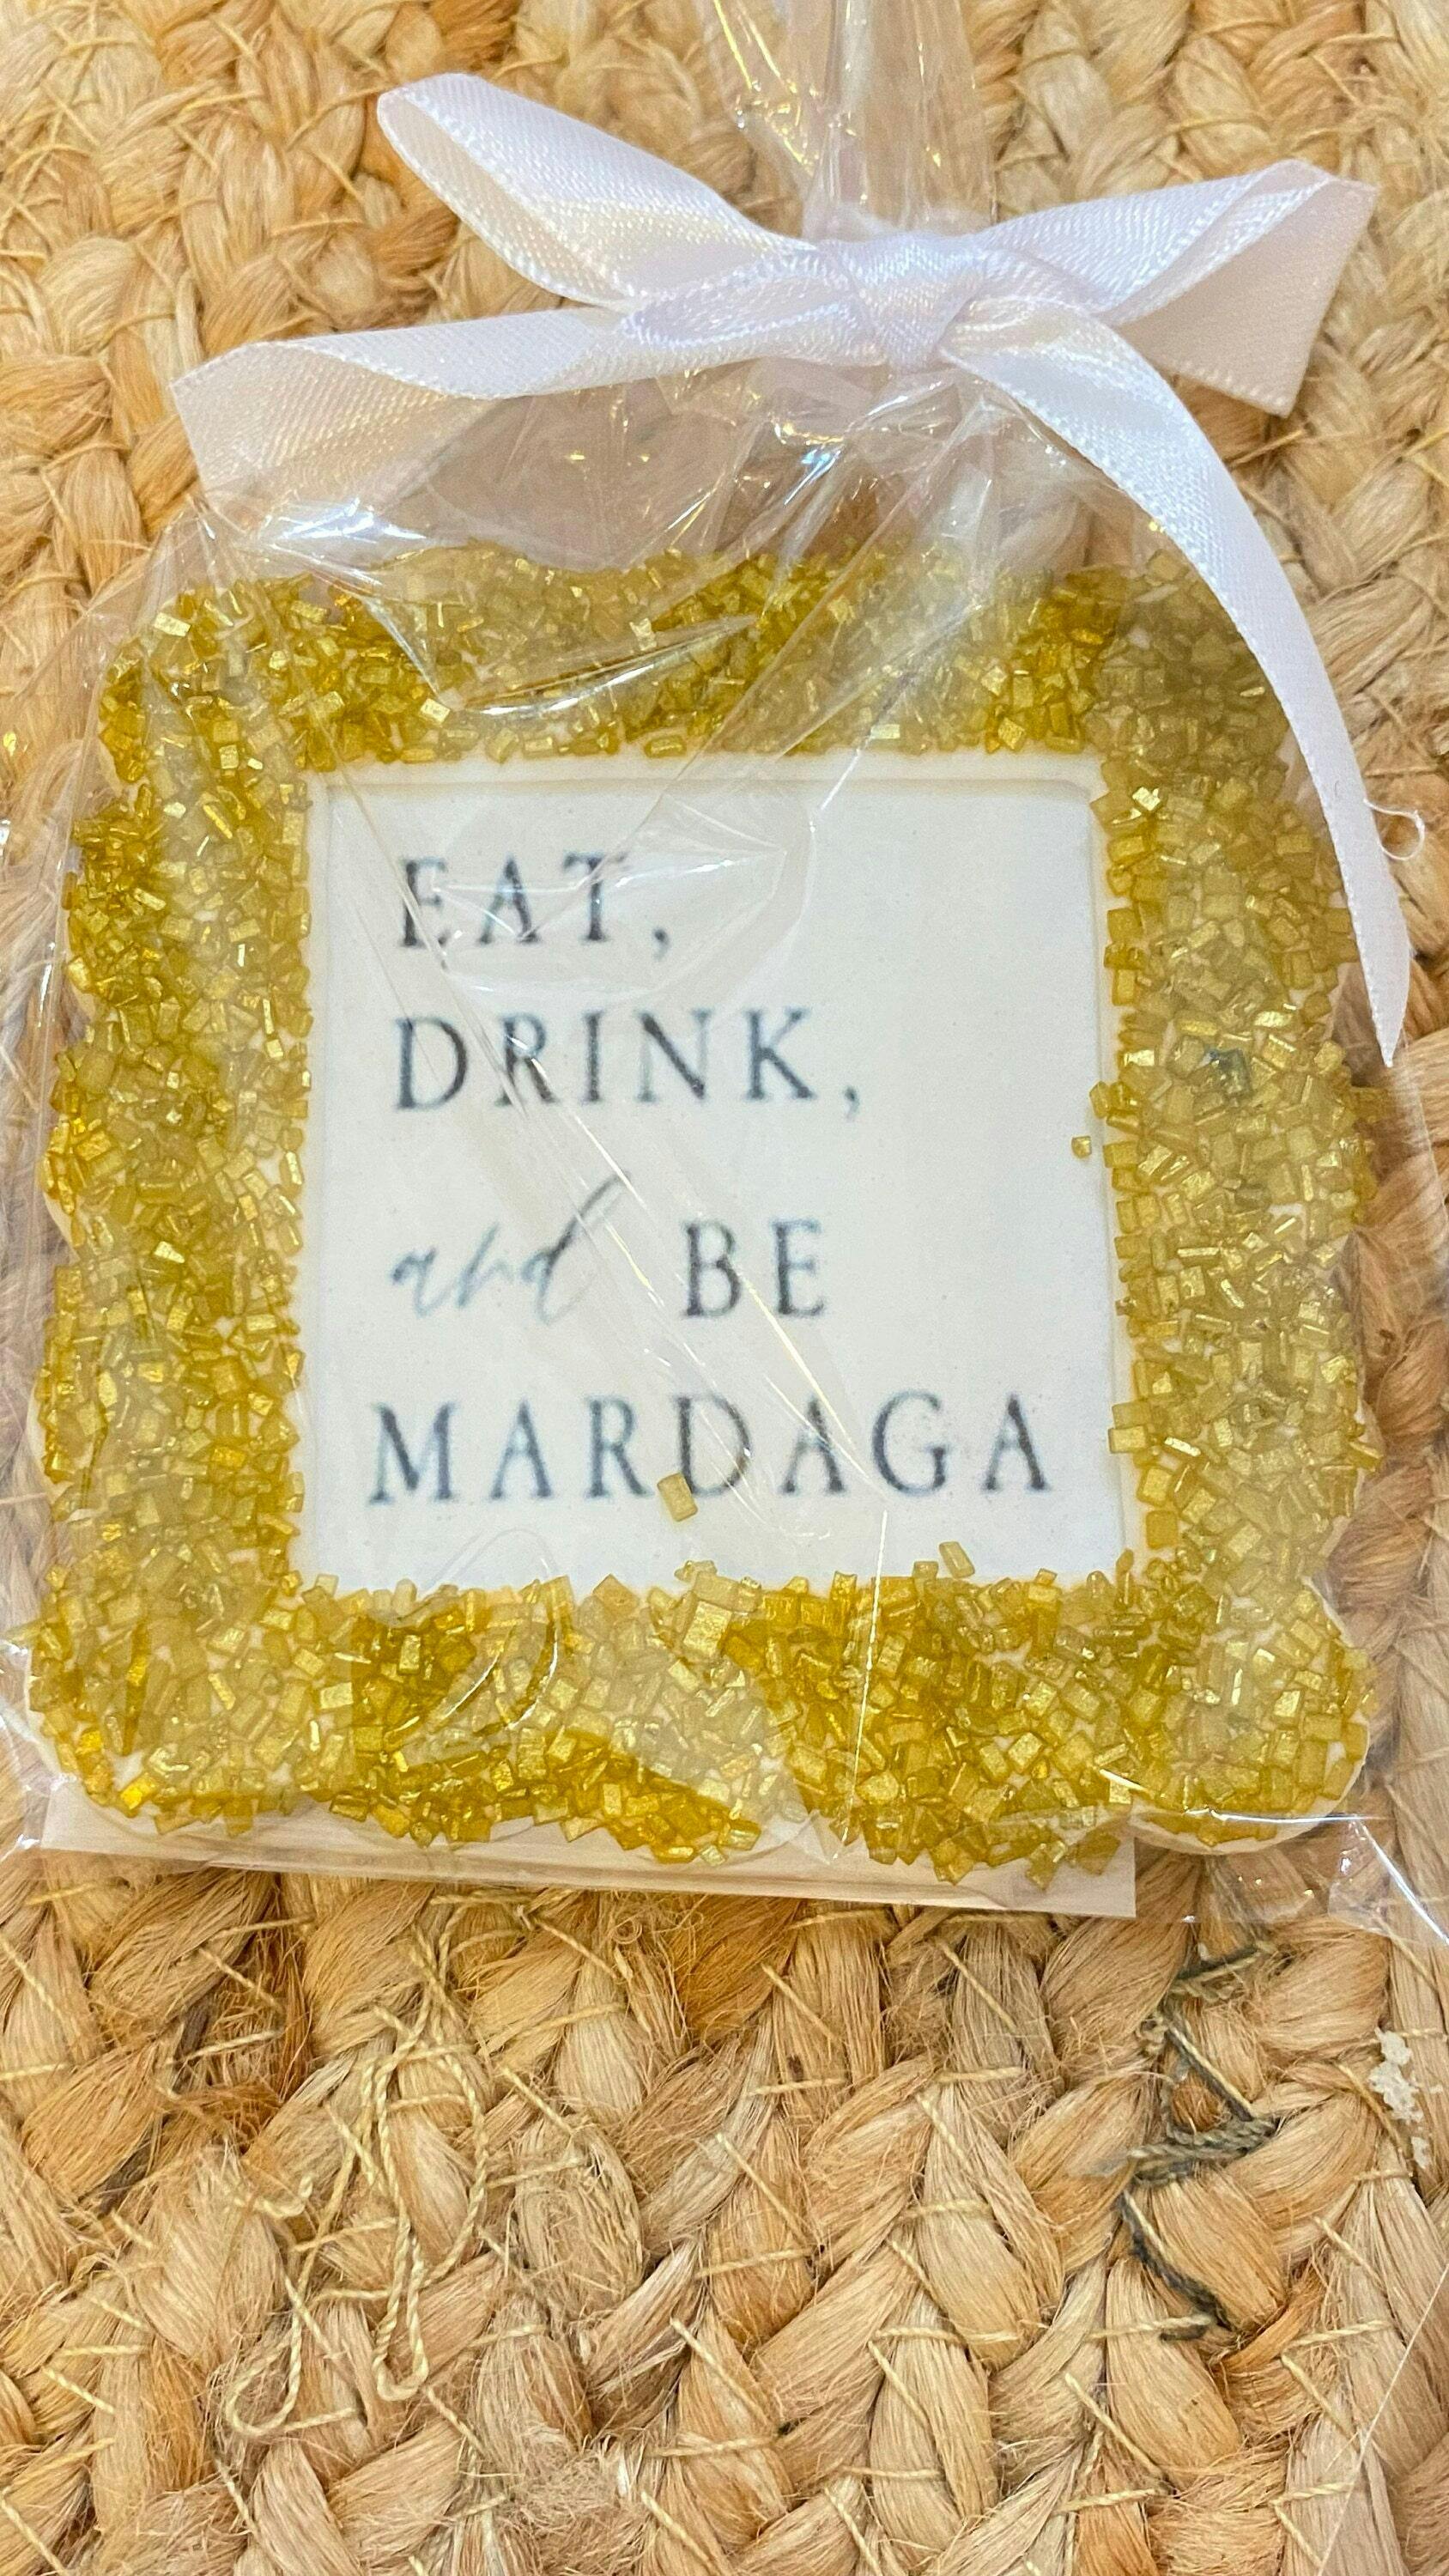 EAT,
DRINK,
and BE
MARDAGA